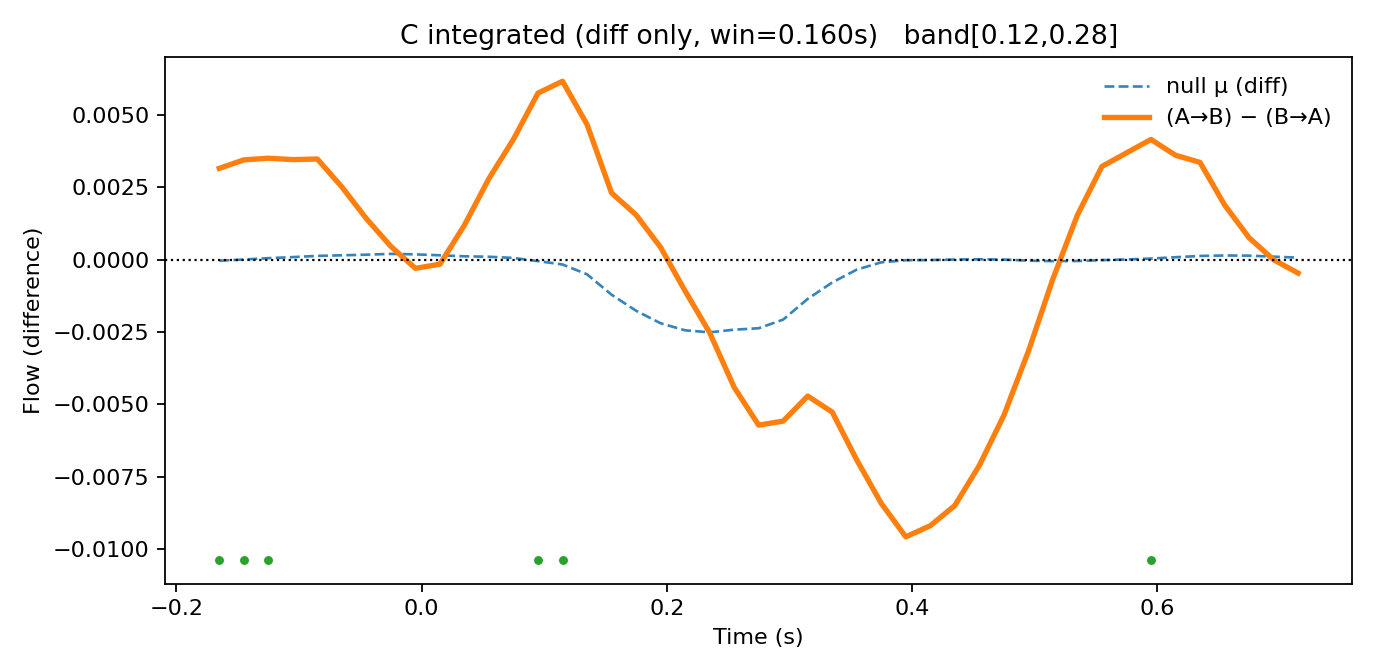 C integrated (diff only, win=0.160s)   band[0.12,0.28]
null μ (diff)
(A→B) − (B→A)
Flow (difference)
0.0050
0.0025
0.0000
−0.0025
−0.0050
−0.0075
−0.0100
−0.2 0.0 0.2 0.4 0.6
Time (s)